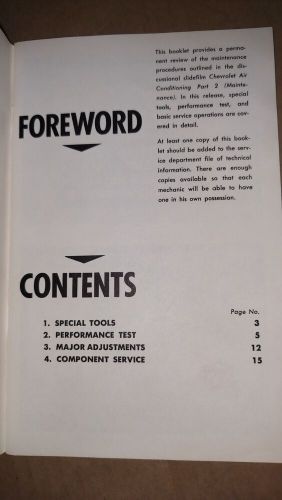 FOREWORD
This booklet provides a perma-
nent review of the maintenance
procedures outlined in the dis-
cussional slidefilm Chevrolet Air
Conditioning Part 2 (Mainte-
nance). In this release, special
tools, performance test, and
basic service operations are cov-
ered in detail.
At least one copy of this book-
let should be added to the serv-
ice department file of technical
information. There are enough
copies available so that each
mechanic will be able to have
one in his own possession.
CONTENTS
Page No.
1. SPECIAL TOOLS 3
2. PERFORMANCE TEST 5
3. MAJOR ADJUSTMENTS 12
4. COMPONENT SERVICE 15